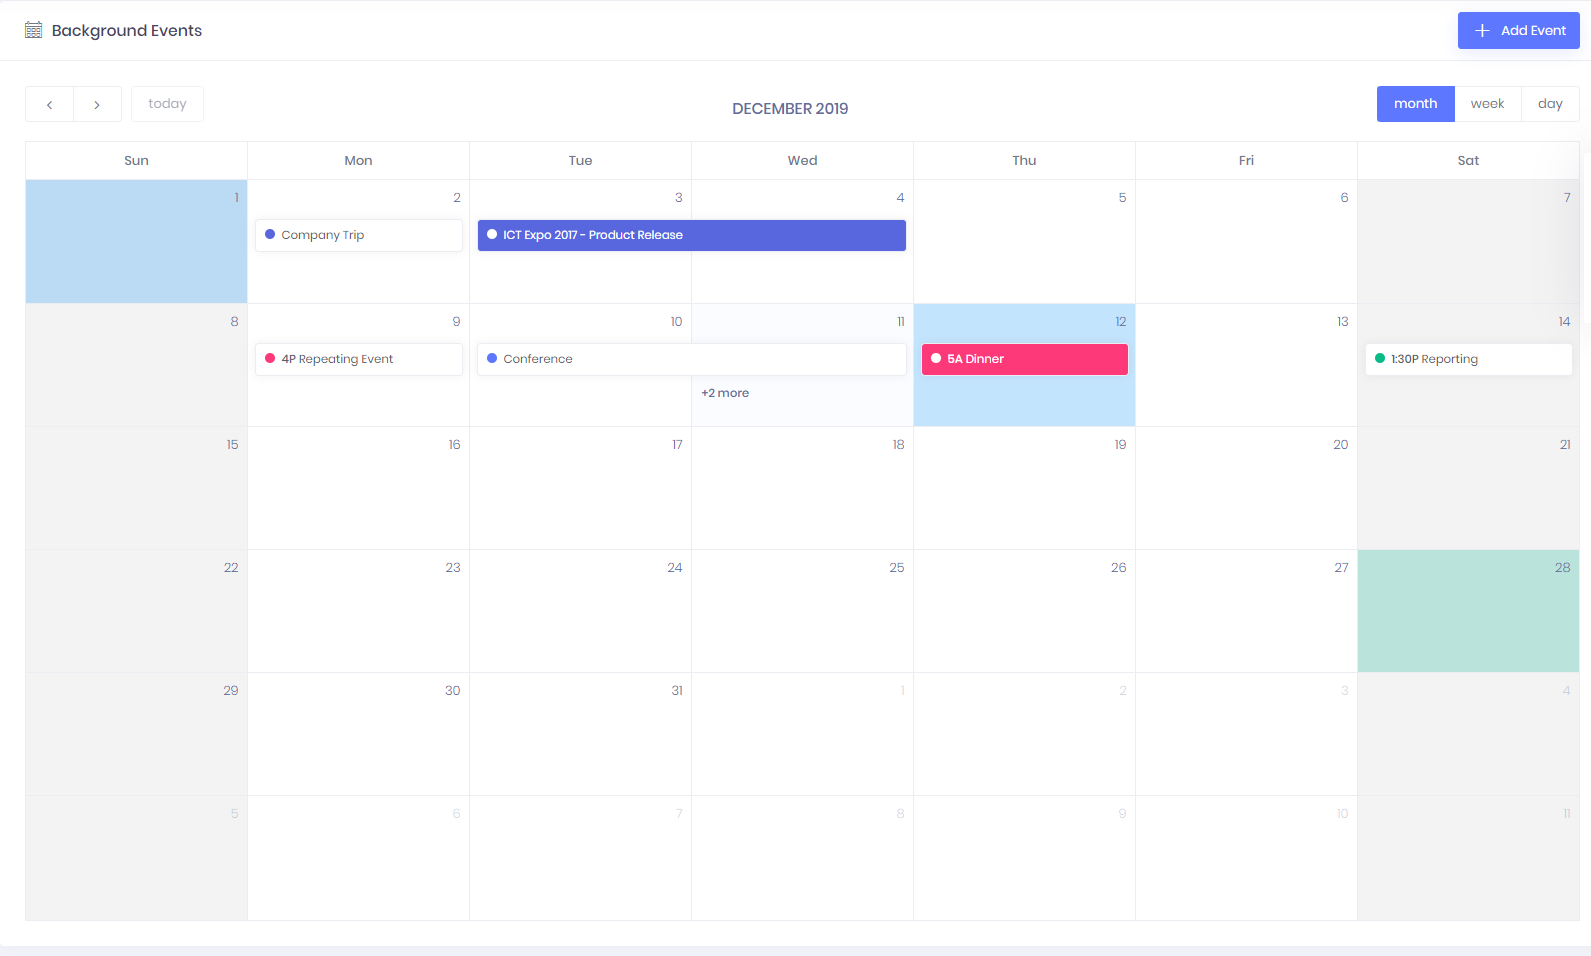 Background Events
Add Event
today
DECEMBER 2019
month week day
Sun Mon Tue Wed Thu Fri Sat
1 2 3 4 5 6 7
Company Trip
ICT Expo 2017 - Product Release
8 9 10 11 12 13 14
4P Repeating Event
Conference
5A Dinner
1:30P Reporting
+2 more
15 16 17 18 19 20 21
22 23 24 25 26 27 28
29 30 31 1 2 3 4
5 6 7 8 9 10 11